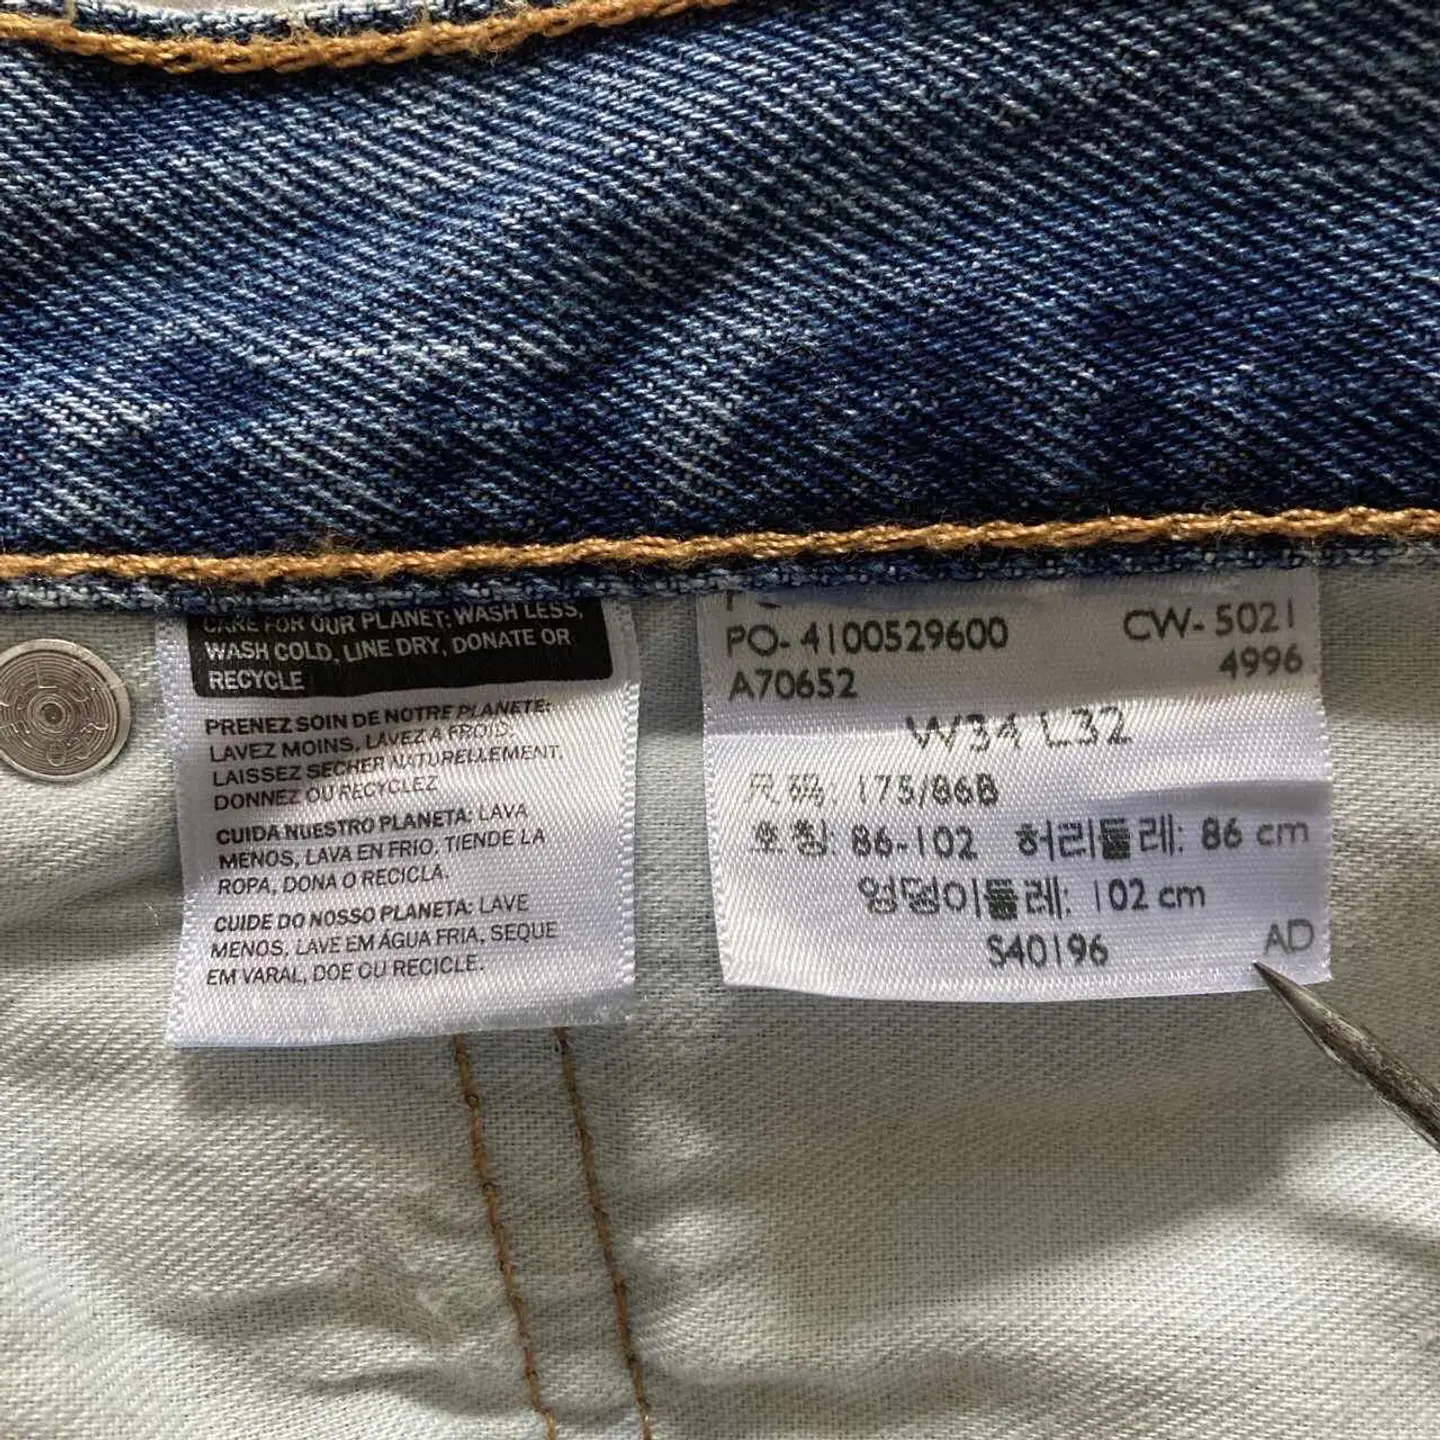 CARE FOR OUR PLANET: WASH LESS,
WASH COLD, LINE DRY, DONATE OR
RECYCLE
PRENEZ SOIN DE NOTRE PLANETE:
LAVEZ MOINS, LAVEZ A FROID,
LAISSEZ SECHER NATURELLEMENT,
DONNEZ OU RECYCLEZ
CUIDA NUESTRO PLANETA: LAVA
MENOS, LAVA EN FRIO, TIENDE LA
ROPA, DONA O RECICLA.
CUIDE DO NOSSO PLANETA: LAVE
MENOS, LAVE EM ÁGUA FRIA, SEQUE
EM VARAL, DOE OU RECICLE.
PO-4100529600 CW-5021
A70652 4996
W34 L32
尺码: 175/86B
호칭: 86-102 허리둘레: 86 cm
엉덩이둘레: 102 cm
S40196 AD